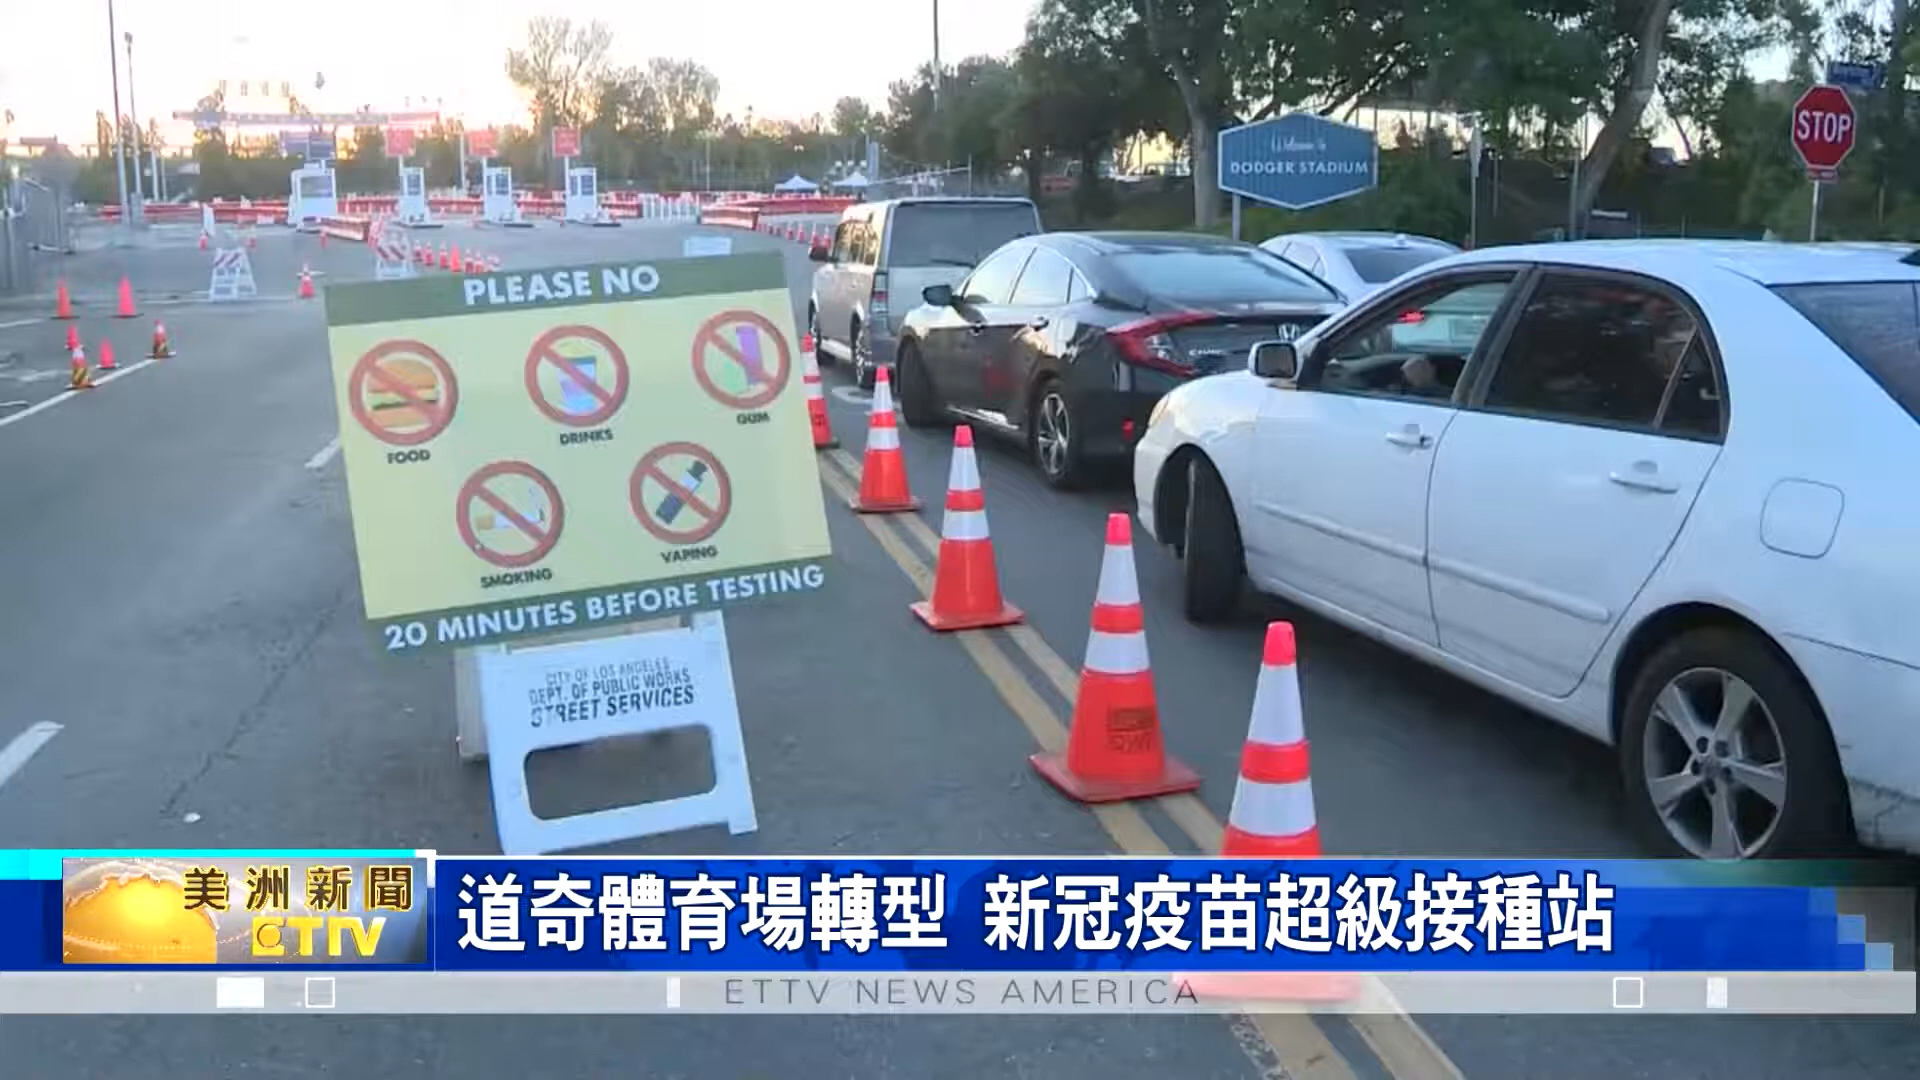 Welcome to
DODGER STADIUM
STOP
PLEASE NO
FOOD
DRINKS
GUM
SMOKING
VAPING
20 MINUTES BEFORE TESTING
CITY OF LOS ANGELES
DEPT. OF PUBLIC WORKS
STREET SERVICES
美洲新聞
ETTV
道奇體育場轉型 新冠疫苗超級接種站
ETTV NEWS AMERICA